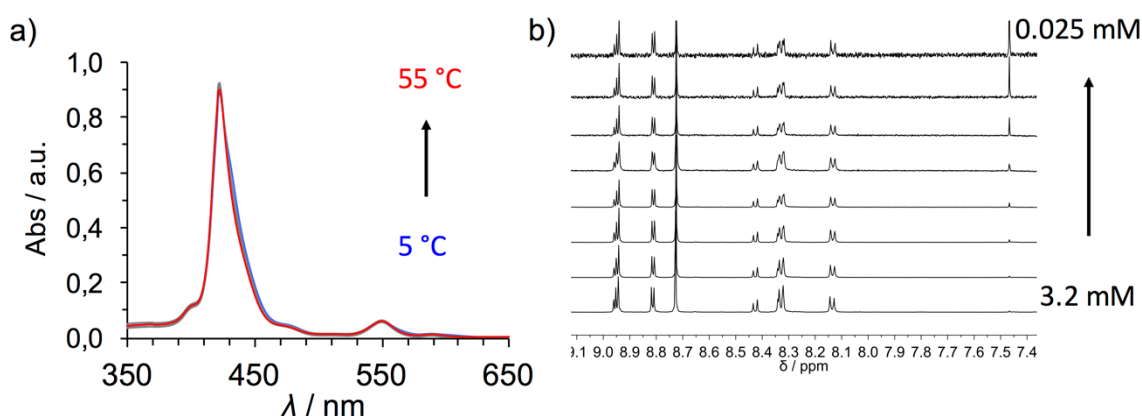 a)
Abs / a.u.
1,0
0,8
0,6
0,4
0,2
0,0
350
450
550
650
λ / nm
55 °C
5 °C
b)
0.025 mM
3.2 mM
9.1 9.0 8.9 8.8 8.7 8.6 8.5 8.4 8.3 8.2 8.1 8.0 7.9 7.8 7.7 7.6 7.5 7.4
δ / ppm